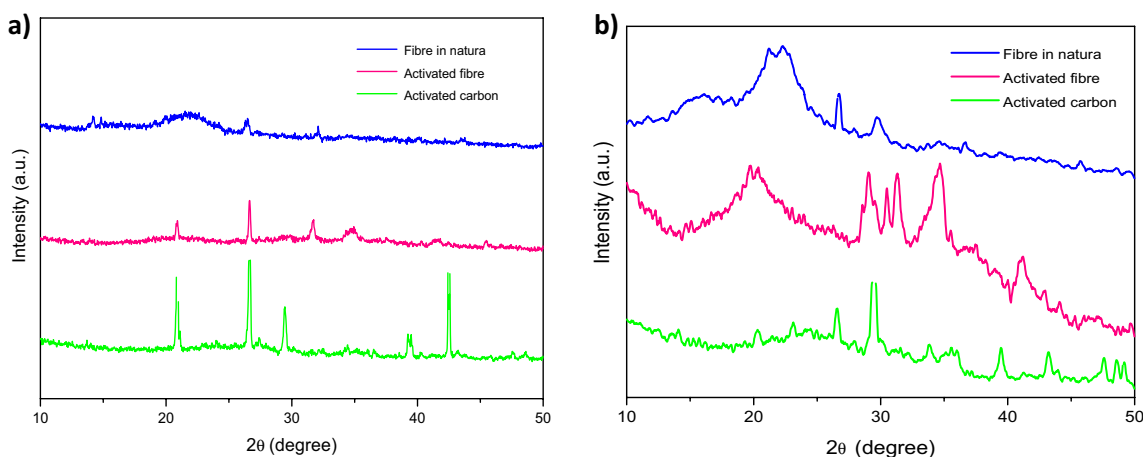 a)
Fibre in natura
Activated fibre
Activated carbon
Intensity (a.u.)
10 20 30 40 50
2θ (degree)
b)
Fibre in natura
Activated fibre
Activated carbon
Intensity (a.u.)
10 20 30 40 50
2θ (degree)